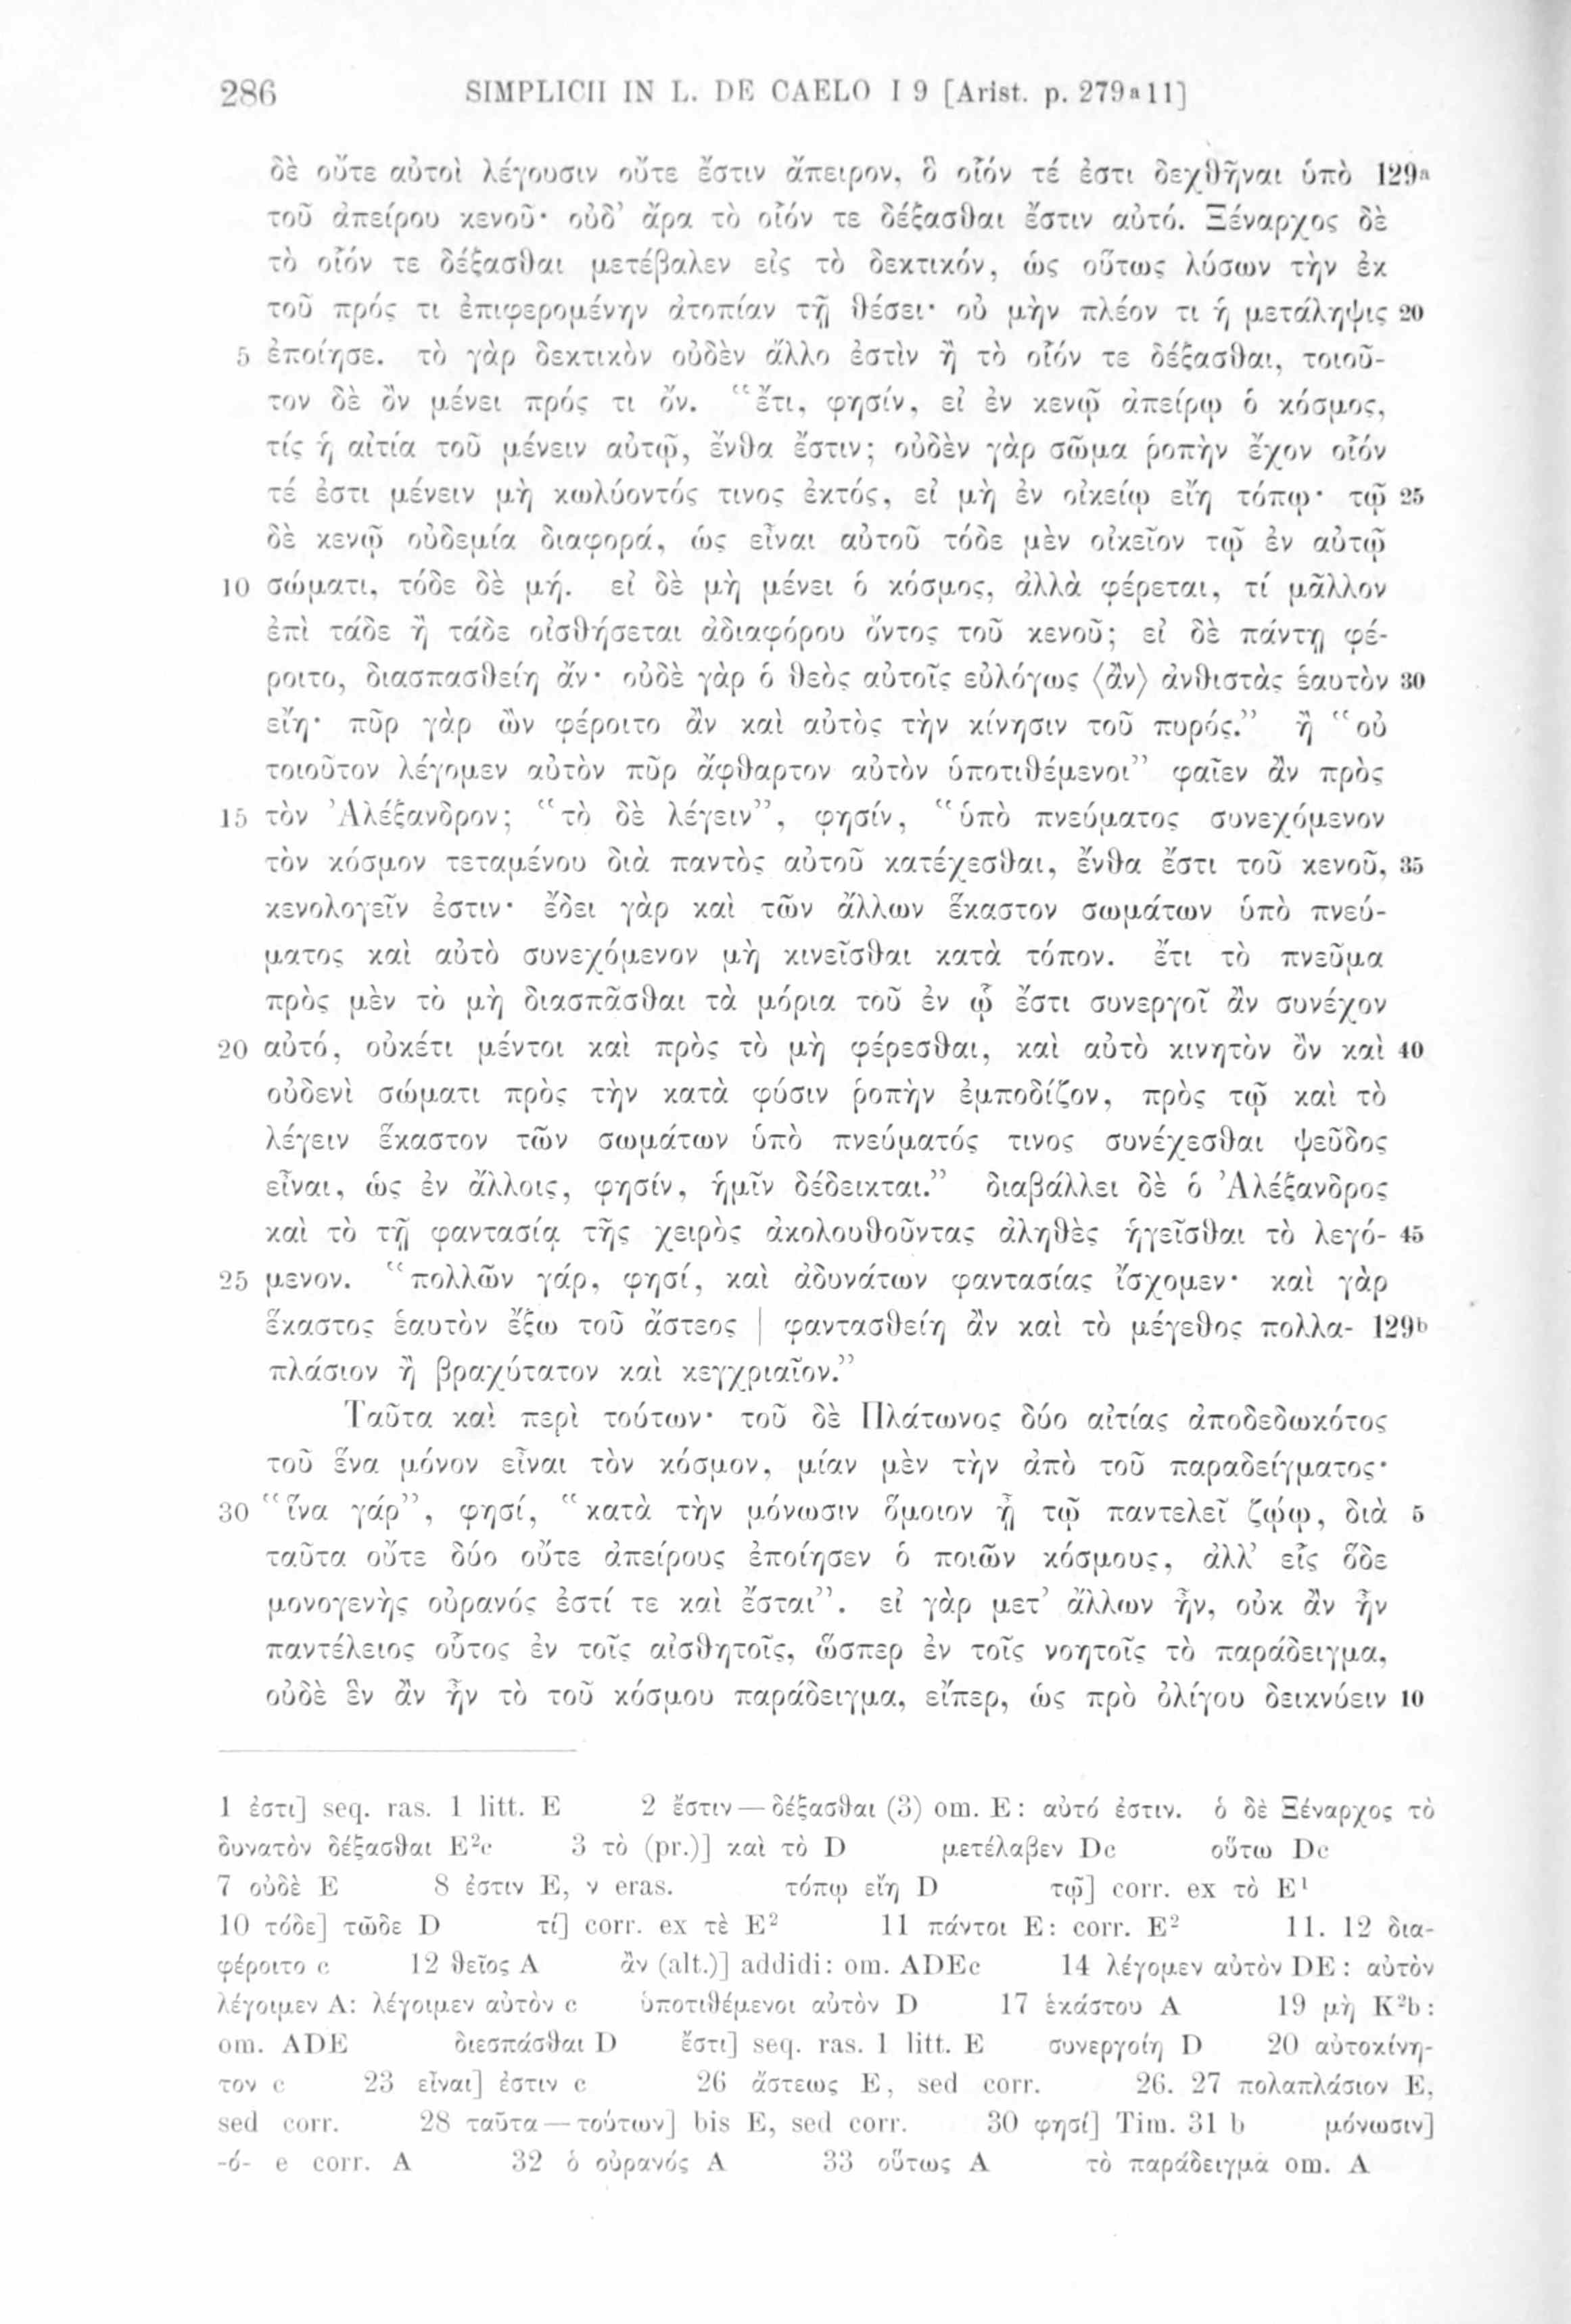 286 SIMPLICII IN L. DE CAELO I 9 [Arist. p. 279a11]
δὲ οὔτε αὐτοὶ λέγουσιν οὔτε ἔστιν ἄπειρον, ὃ οἷόν τέ ἐστι δεχθῆναι ὑπὸ 129a
τοῦ ἀπείρου κενοῦ· οὐδ’ ἄρα τὸ οἷόν τε δέξασθαι ἔστιν αὐτό. Ξέναρχος δὲ
τὸ οἷόν τε δέξασθαι μετέβαλεν εἰς τὸ δεκτικόν, ὡς οὕτως λύσων τὴν ἐκ
τοῦ πρός τι ἐπιφερομένην ἀτοπίαν τῇ θέσει· οὐ μὴν πλέον τι ἡ μετάληψις 20
5 ἐποίησε. τὸ γὰρ δεκτικὸν οὐδὲν ἄλλο ἐστὶν ἢ τὸ οἷόν τε δέξασθαι, τοιοῦ-
τον δὲ ὂν μένει πρός τι ὄν. “ἔτι, φησίν, εἰ ἐν κενῷ ἀπείρῳ ὁ κόσμος,
τίς ἡ αἰτία τοῦ μένειν αὐτῷ, ἔνθα ἔστιν; οὐδὲν γὰρ σῶμα ῥοπὴν ἔχον οἷόν
τέ ἐστι μένειν μὴ κωλύοντός τινος ἐκτός, εἰ μὴ ἐν οἰκείῳ εἴη τόπῳ· τῷ 25
δὲ κενῷ οὐδεμία διαφορά, ὡς εἶναι αὐτοῦ τόδε μὲν οἰκεῖον τῷ ἐν αὐτῷ
10 σώματι, τόδε δὲ μή. εἰ δὲ μὴ μένει ὁ κόσμος, ἀλλὰ φέρεται, τί μᾶλλον
ἐπὶ τάδε ἢ τάδε οἰσθήσεται ἀδιαφόρου ὄντος τοῦ κενοῦ; εἰ δὲ πάντῃ φέ-
ροιτο, διασπασθείη ἄν· οὐδὲ γὰρ ὁ θεὸς αὐτοῖς εὐλόγως ⟨ἂν⟩ ἀνθιστὰς ἑαυτὸν 30
εἴη· πῦρ γὰρ ὢν φέροιτο ἂν καὶ αὐτὸς τὴν κίνησιν τοῦ πυρός.” ἢ “οὐ
τοιοῦτον λέγομεν αὐτὸν πῦρ ἄφθαρτον αὐτὸν ὑποτιθέμενοι” φαῖεν ἂν πρὸς
15 τὸν Ἀλέξανδρον; “τὸ δὲ λέγειν”, φησίν, “ὑπὸ πνεύματος συνεχόμενον
τὸν κόσμον τεταμένου διὰ παντὸς αὐτοῦ κατέχεσθαι, ἔνθα ἔστι τοῦ κενοῦ, 35
κενολογεῖν ἐστιν· ἔδει γὰρ καὶ τῶν ἄλλων ἕκαστον σωμάτων ὑπὸ πνεύ-
ματος καὶ αὐτὸ συνεχόμενον μὴ κινεῖσθαι κατὰ τόπον. ἔτι τὸ πνεῦμα
πρὸς μὲν τὸ μὴ διασπᾶσθαι τὰ μόρια τοῦ ἐν ᾧ ἔστι συνεργοῖ ἂν συνέχον
20 αὐτό, οὐκέτι μέντοι καὶ πρὸς τὸ μὴ φέρεσθαι, καὶ αὐτὸ κινητὸν ὂν καὶ 40
οὐδενὶ σώματι πρὸς τὴν κατὰ φύσιν ῥοπὴν ἐμποδίζον, πρὸς τῷ καὶ τὸ
λέγειν ἕκαστον τῶν σωμάτων ὑπὸ πνεύματός τινος συνέχεσθαι ψεῦδος
εἶναι, ὡς ἐν ἄλλοις, φησίν, ἡμῖν δέδεικται.” διαβάλλει δὲ ὁ Ἀλέξανδρος
καὶ τὸ τῇ φαντασίᾳ τῆς χειρὸς ἀκολουθοῦντας ἀληθὲς ἡγεῖσθαι τὸ λεγό- 45
25 μενον. “πολλῶν γάρ, φησί, καὶ ἀδυνάτων φαντασίας ἴσχομεν· καὶ γὰρ
ἕκαστος ἑαυτὸν ἔξω τοῦ ἄστεος | φαντασθείη ἂν καὶ τὸ μέγεθος πολλα- 129b
πλάσιον ἢ βραχύτατον καὶ κεγχριαῖον.”
Ταῦτα καὶ περὶ τούτων· τοῦ δὲ Πλάτωνος δύο αἰτίας ἀποδεδωκότος
τοῦ ἕνα μόνον εἶναι τὸν κόσμον, μίαν μὲν τὴν ἀπὸ τοῦ παραδείγματος·
30 “ἵνα γάρ”, φησί, “κατὰ τὴν μόνωσιν ὅμοιον ᾖ τῷ παντελεῖ ζῴῳ, διὰ 5
ταῦτα οὔτε δύο οὔτε ἀπείρους ἐποίησεν ὁ ποιῶν κόσμους, ἀλλ’ εἷς ὅδε
μονογενὴς οὐρανός ἐστί τε καὶ ἔσται”. εἰ γὰρ μετ’ ἄλλων ἦν, οὐκ ἂν ἦν
παντέλειος οὗτος ἐν τοῖς αἰσθητοῖς, ὥσπερ ἐν τοῖς νοητοῖς τὸ παράδειγμα,
οὐδὲ ἓν ἂν ἦν τὸ τοῦ κόσμου παράδειγμα, εἴπερ, ὡς πρὸ ὀλίγου δεικνύειν 10
1 ἐστι] seq. ras. 1 litt. E 2 ἔστιν — δέξασθαι (3) om. E: αὐτό ἐστιν. ὁ δὲ Ξέναρχος τὸ
δυνατὸν δέξασθαι E²c 3 τὸ (pr.)] καὶ τὸ D μετέλαβεν Dc οὕτω Dc
7 οὐδὲ E 8 ἐστιν E, ν eras. τόπῳ εἴη D τῷ] corr. ex τὸ E¹
10 τόδε] τῶδε D τί] corr. ex τὲ E² 11 πάντοι E: corr. E² 11. 12 δια-
φέροιτο c 12 θεῖος A ἂν (alt.)] addidi: om. ADEc 14 λέγομεν αὐτὸν DE: αὐτὸν
λέγοιμεν A: λέγοιμεν αὐτὸν c ὑποτιθέμενοι αὐτὸν D 17 ἑκάστου A 19 μὴ K²b:
om. ADE διεσπάσθαι D ἔστι] seq. ras. 1 litt. E συνεργοίη D 20 αὐτοκίνη-
τον c 23 εἶναι] ἐστιν c 26 ἄστεως E, sed corr. 26. 27 πολαπλάσιον E,
sed corr. 28 ταῦτα — τούτων] bis E, sed corr. 30 φησί] Tim. 31 b μόνωσιν]
-ό- e corr. A 32 ὁ οὐρανός A 33 οὕτως A τὸ παράδειγμα om. A